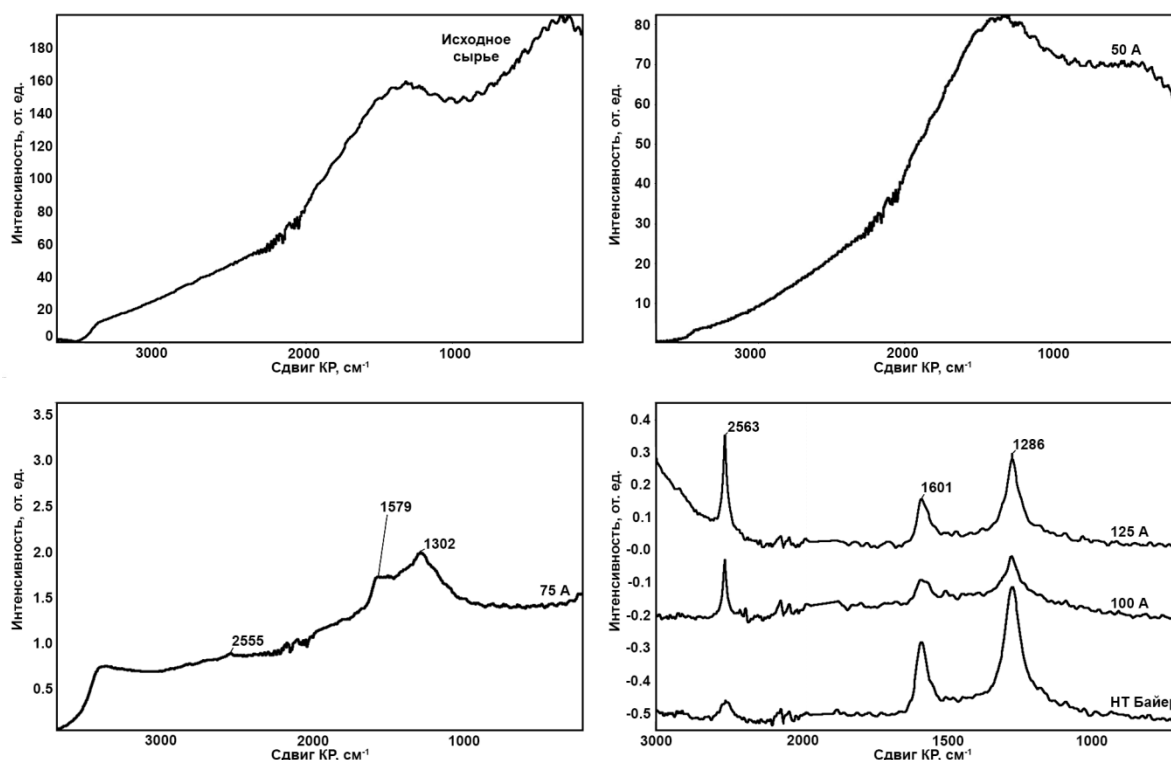 180
160
140
120
100
80
60
40
20
0
Интенсивность, от. ед.
Исходное
сырье
3000 2000 1000
Сдвиг КР, см⁻¹
80
70
60
50
40
30
20
10
Интенсивность, от. ед.
50 А
3000 2000 1000
Сдвиг КР, см⁻¹
3.5
3.0
2.5
2.0
1.5
1.0
0.5
Интенсивность, от. ед.
1579
1302
2555
75 А
3000 2000 1000
Сдвиг КР, см⁻¹
0.4
0.3
0.2
0.1
-0.0
-0.1
-0.2
-0.3
-0.4
-0.5
Интенсивность, от. ед.
2563
1286
1601
125 А
100 А
НТ Байер
3000 2000 1500 1000
Сдвиг КР, см⁻¹